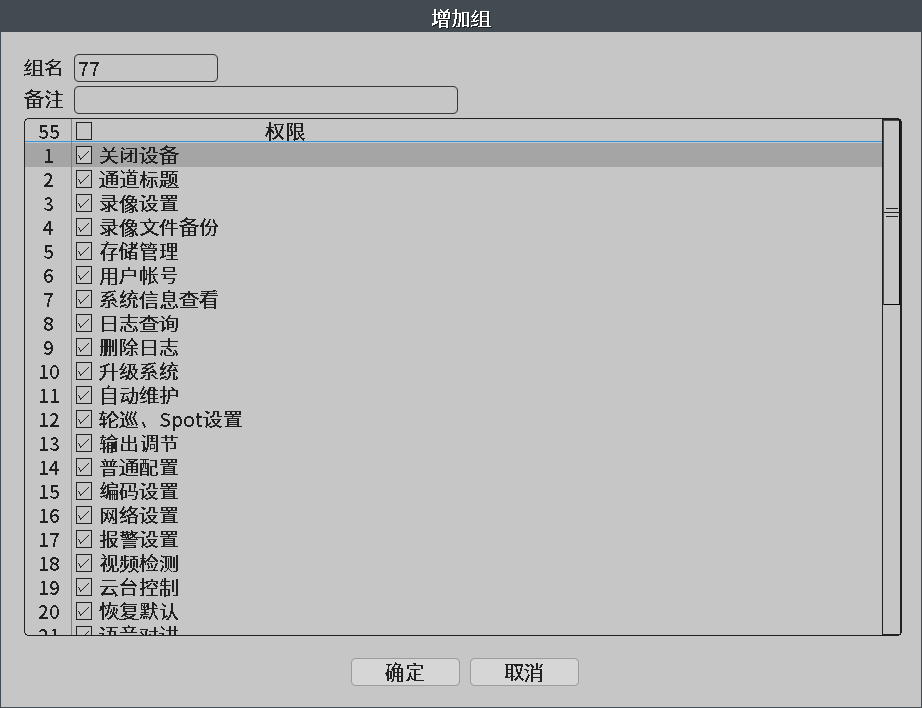 增加组
组名 77
备注
55 权限
1 关闭设备
2 通道标题
3 录像设置
4 录像文件备份
5 存储管理
6 用户帐号
7 系统信息查看
8 日志查询
9 删除日志
10 升级系统
11 自动维护
12 轮巡、Spot设置
13 输出调节
14 普通配置
15 编码设置
16 网络设置
17 报警设置
18 视频检测
19 云台控制
20 恢复默认
21 语音对讲
确定 取消